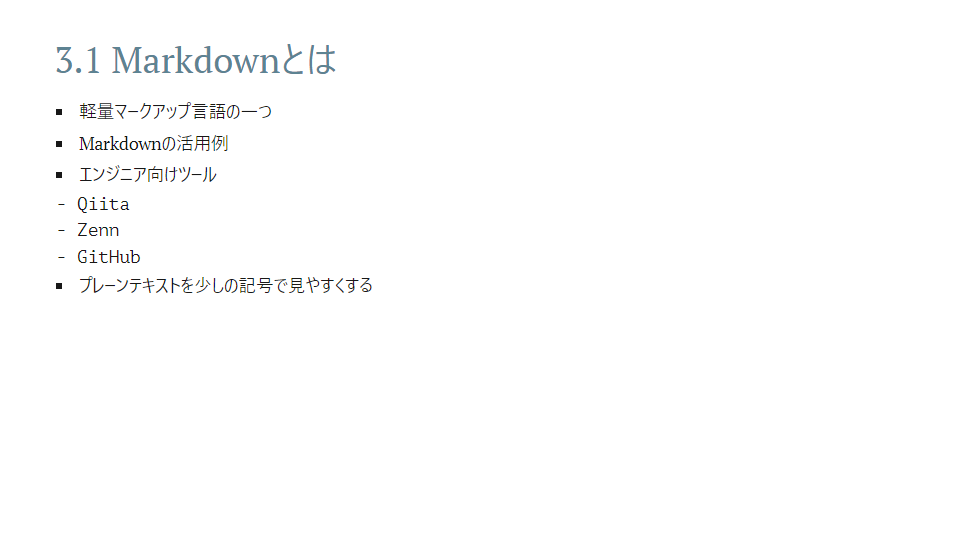 3.1 Markdownとは
▪ 軽量マークアップ言語の一つ
▪ Markdownの活用例
▪ エンジニア向けツール
- Qiita
- Zenn
- GitHub
▪ プレーンテキストを少しの記号で見やすくする